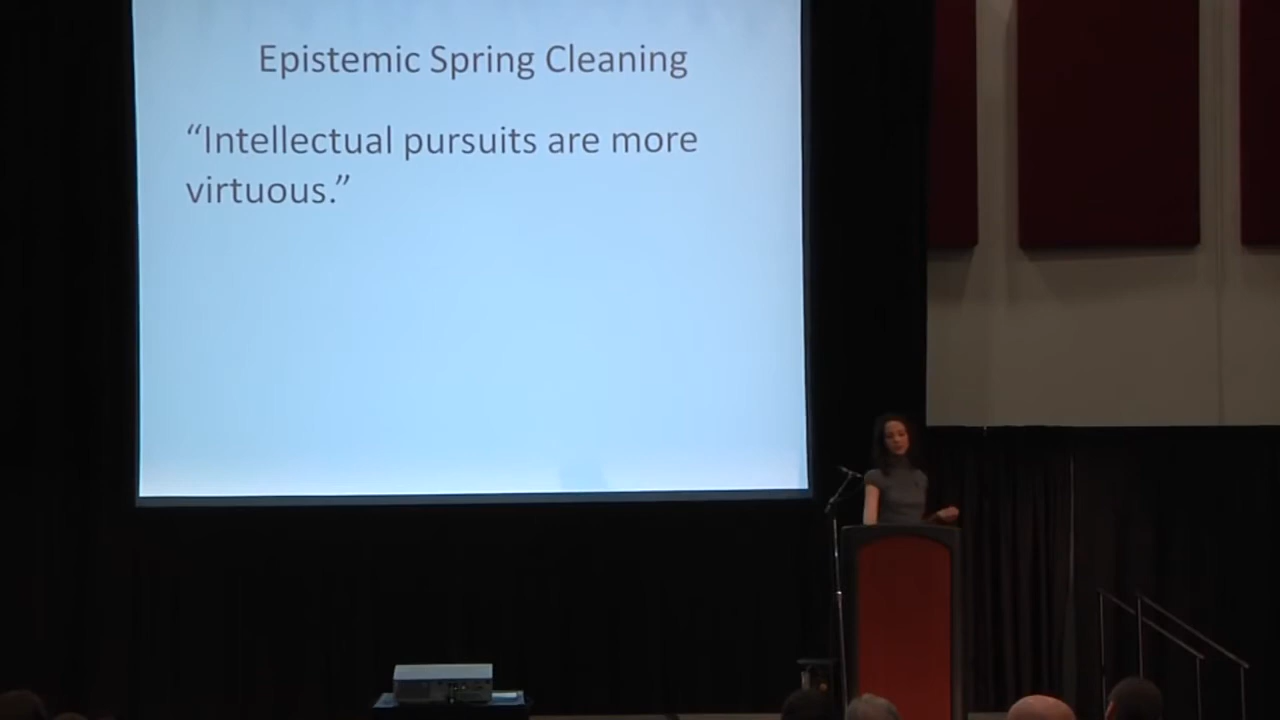 Epistemic Spring Cleaning
“Intellectual pursuits are more
virtuous.”